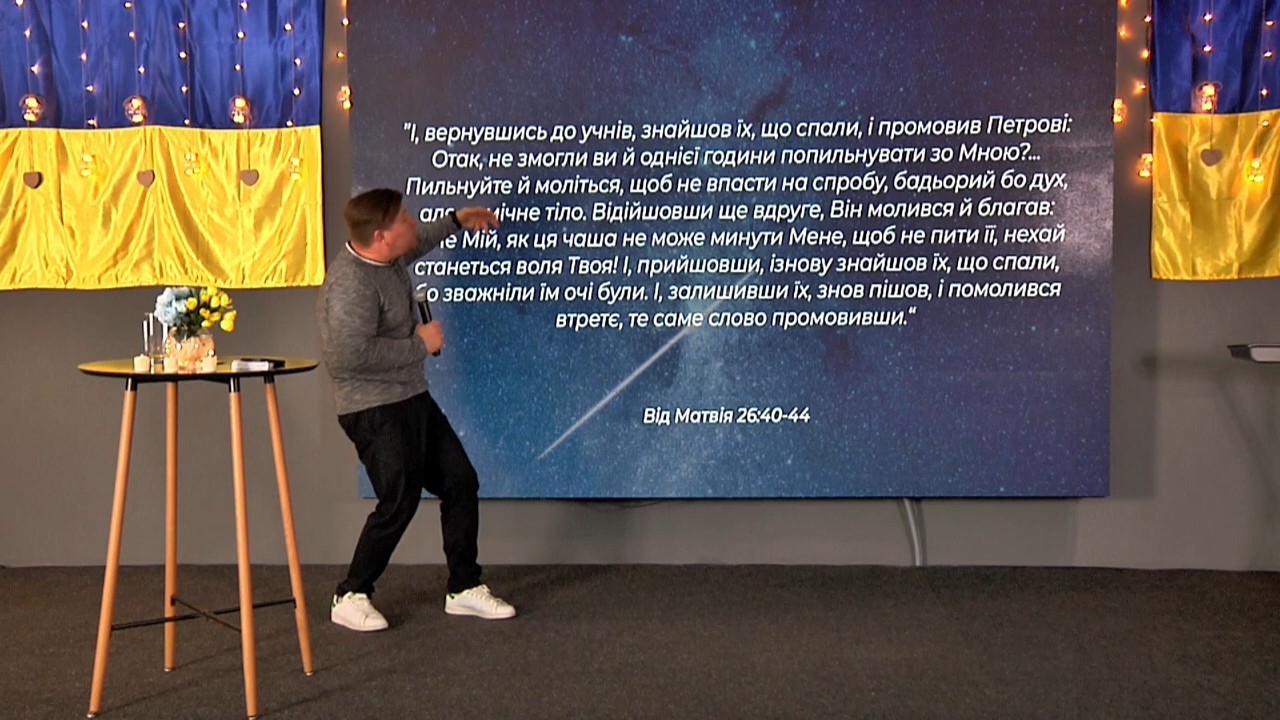 "І, вернувшись до учнів, знайшов їх, що спали, і промовив Петрові:
Отак, не змогли ви й однієї години попильнувати зо Мною?...
Пильнуйте й моліться, щоб не впасти на спробу, бадьорий бо дух,
тіло. Відійшовши ще вдруге, Він молився й благав:
Мій, як ця чаша не може минути Мене, щоб не пити її, нехай
станеться воля Твоя! І, прийшовши, ізнову знайшов їх, що спали,
бо зважніли їм очі були. І, залишивши їх, знов пішов, і помолився
втретє, те саме слово промовивши.“
Від Матвія 26:40-44